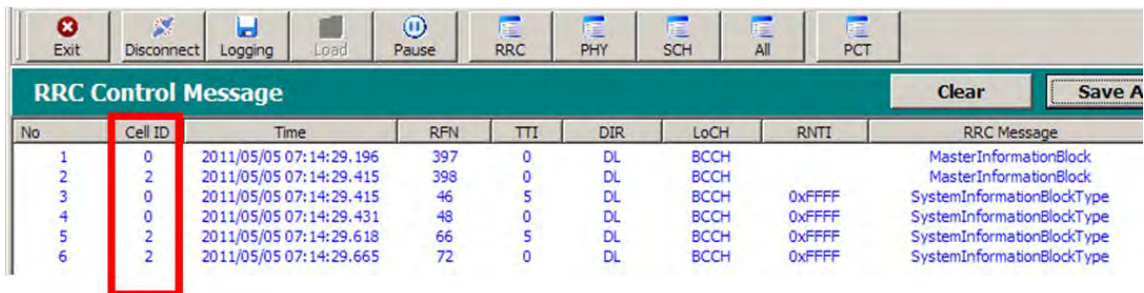 Exit Disconnect Logging Load Pause RRC PHY SCH All PCT
RRC Control Message Clear Save A
No Cell ID Time RFN TTI DIR LoCH RNTI RRC Message
1 0 2011/05/05 07:14:29.196 397 0 DL BCCH MasterInformationBlock
2 2 2011/05/05 07:14:29.415 398 0 DL BCCH MasterInformationBlock
3 0 2011/05/05 07:14:29.415 46 5 DL BCCH 0xFFFF SystemInformationBlockType
4 0 2011/05/05 07:14:29.431 48 0 DL BCCH 0xFFFF SystemInformationBlockType
5 2 2011/05/05 07:14:29.618 66 5 DL BCCH 0xFFFF SystemInformationBlockType
6 2 2011/05/05 07:14:29.665 72 0 DL BCCH 0xFFFF SystemInformationBlockType